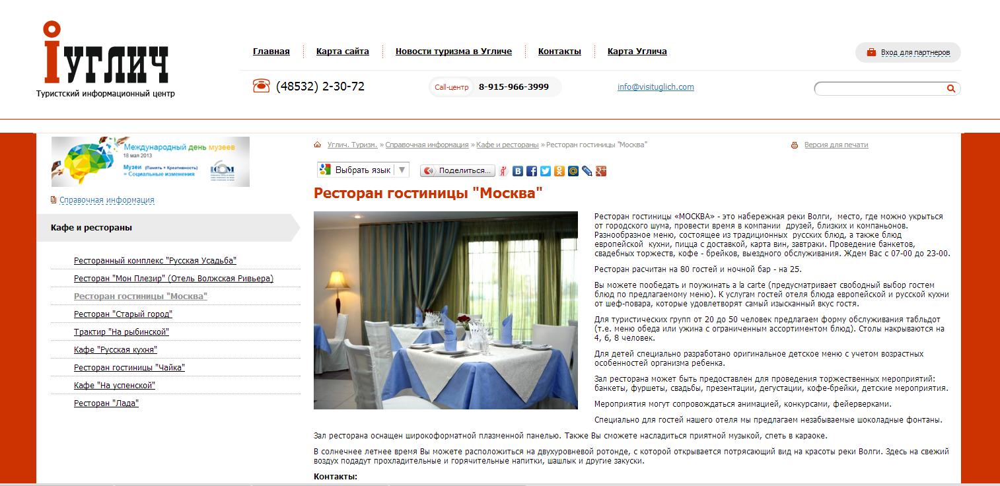 iуглич
Туристский информационный центр
Главная
Карта сайта
Новости туризма в Угличе
Контакты
Карта Углича
Вход для партнеров
(48532) 2-30-72
Call-центр 8-915-966-3999
info@visituglich.com
Международный день музеев
18 мая 2013
Музеи (Память + Креативность)
= Социальные изменения
ICOM
Справочная информация
Кафе и рестораны
Ресторанный комплекс "Русская Усадьба"
Ресторан "Мон Плезир" (Отель Волжская Ривьера)
Ресторан гостиницы "Москва"
Ресторан "Старый город"
Трактир "На рыбинской"
Кафе "Русская кухня"
Ресторан гостиницы "Чайка"
Кафе "На успенской"
Ресторан "Лада"
Углич. Туризм. » Справочная информация » Кафе и рестораны » Ресторан гостиницы "Москва"
Версия для печати
Выбрать язык ▼
Поделиться...
Ресторан гостиницы "Москва"
Ресторан гостиницы «МОСКВА» - это набережная реки Волги, место, где можно укрыться
от городского шума, провести время в компании друзей, близких и компаньонов.
Разнообразное меню, состоящее из традиционных русских блюд, а также блюд
европейской кухни, пицца с доставкой, карта вин, завтраки. Проведение банкетов,
свадебных торжеств, кофе - брейков, выездного обслуживания. Ждем Вас с 07-00 до 23-00.
Ресторан расчитан на 80 гостей и ночной бар - на 25.
Вы можете пообедать и поужинать a la carte (предусматривает свободный выбор гостем
блюд по предлагаемому меню). К услугам гостей отеля блюда европейской и русской кухни
от шеф-повара, которые удовлетворят самый изысканный вкус гостя.
Для туристических групп от 20 до 50 человек предлагаем форму обслуживания табльдот
(т.е. меню обеда или ужина с ограниченным ассортиментом блюд). Столы накрываются на
4, 6, 8 человек.
Для детей специально разработано оригинальное детское меню с учетом возрастных
особенностей организма ребенка.
Зал ресторана может быть предоставлен для проведения торжественных мероприятий:
банкеты, фуршеты, свадьбы, презентации, дегустации, кофе-брейки, детские мероприятия.
Мероприятия могут сопровождаться анимацией, конкурсами, фейерверками.
Специально для гостей нашего отеля мы предлагаем незабываемые шоколадные фонтаны.
Зал ресторана оснащен широкоформатной плазменной панелью. Также Вы сможете насладиться приятной музыкой, спеть в караоке.
В солнечнее летнее время Вы можете расположиться на двухуровневой ротонде, с которой открывается потрясающий вид на красоты реки Волги. Здесь на свежий
воздух подадут прохладительные и горячительные напитки, шашлык и другие закуски.
Контакты: